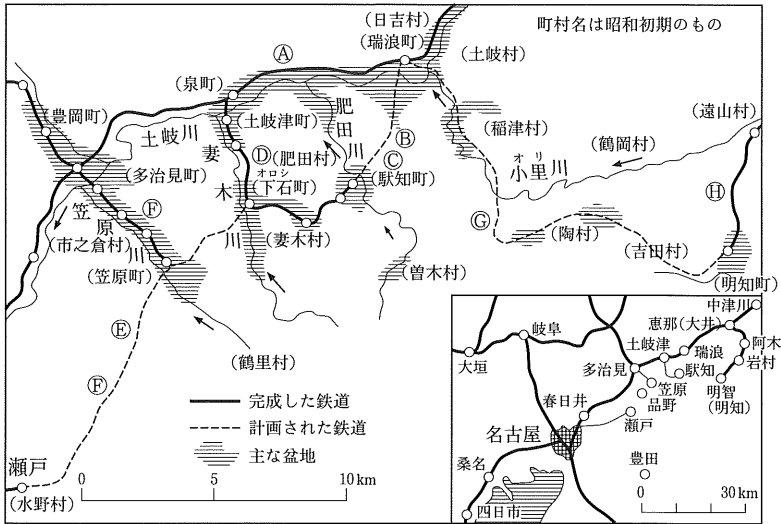 町村名は昭和初期のもの
(日吉村)
(瑞浪町)
Ⓐ
(土岐村)
(泉町)
(豊岡町)
土岐川
(土岐津町)
肥田川
Ⓑ
(稲津村)
(遠山村)
(鶴岡村)
妻木川
Ⓓ
(肥田村)
Ⓒ
オリ
小里川
(多治見町)
オロシ
(下石町)
(駄知町)
Ⓗ
笠原川
Ⓕ
Ⓖ
(市之倉村)
(妻木村)
(陶村)
(吉田村)
(笠原町)
(曽木村)
(明知町)
Ⓔ
(鶴里村)
Ⓕ
完成した鉄道
計画された鉄道
主な盆地
瀬戸
(水野村)
0 5 10km
中津川
恵那(大井)
岐阜
土岐津
瑞浪
阿木
大垣
多治見
駄知
岩村
笠原
明智
(明知)
品野
春日井
瀬戸
名古屋
桑名
豊田
四日市
0 30km